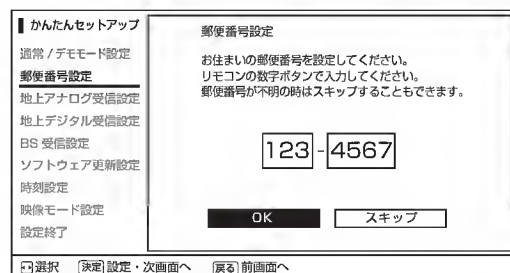 かんたんセットアップ
通常 / デモモード設定
郵便番号設定
地上アナログ受信設定
地上デジタル受信設定
BS 受信設定
ソフトウェア更新設定
時刻設定
映像モード設定
設定終了
郵便番号設定
お住まいの郵便番号を設定してください。
リモコンの数字ボタンで入力してください。
郵便番号が不明の時はスキップすることもできます。
123 - 4567
OK スキップ
選択 決定 設定・次画面へ 戻る 前画面へ